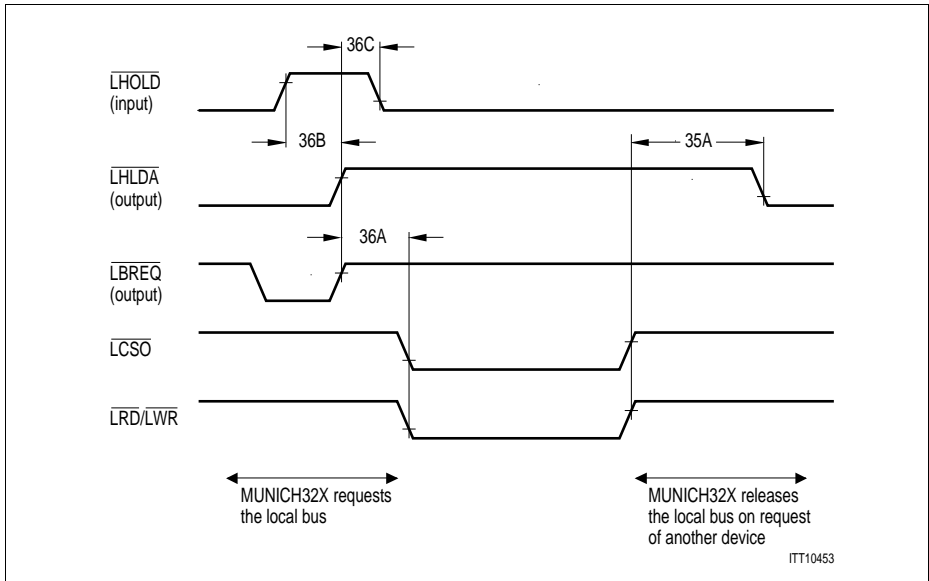 36C
LHOLD
(input)
36B
35A
LHLDA
(output)
36A
LBREQ
(output)
LCSO
LRD/LWR
MUNICH32X requests
the local bus
MUNICH32X releases
the local bus on request
of another device
ITT10453